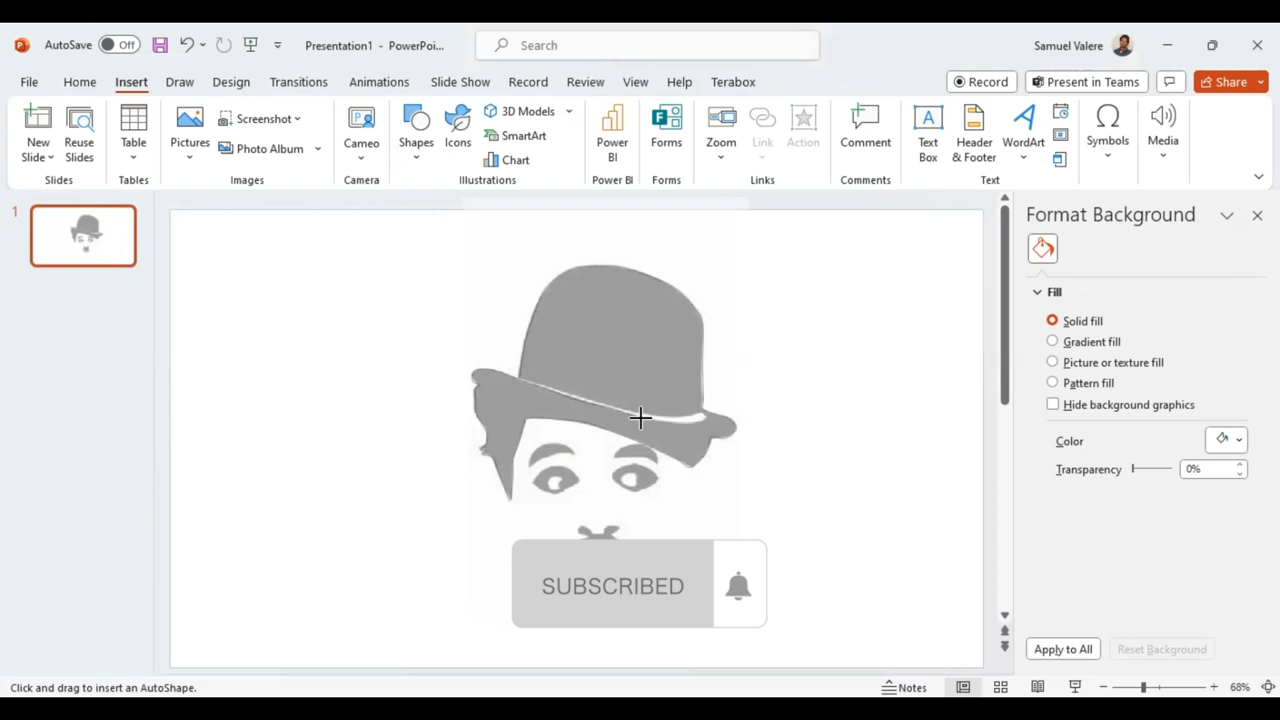 AutoSave Off Presentation1 - PowerPoi... Search Samuel Valere
File Home Insert Draw Design Transitions Animations Slide Show Record Review View Help Terabox Record Present in Teams Share
New Slide
Reuse Slides
Slides
Table
Tables
Pictures
Screenshot
Photo Album
Images
Cameo
Camera
Shapes
Icons
3D Models
SmartArt
Chart
Illustrations
Power BI
Power BI
Forms
Forms
Zoom
Link
Action
Links
Comment
Comments
Text Box
Header & Footer
WordArt
Text
Symbols
Media
1
SUBSCRIBED
Format Background
Fill
Solid fill
Gradient fill
Picture or texture fill
Pattern fill
Hide background graphics
Color
Transparency 0%
Apply to All Reset Background
Click and drag to insert an AutoShape. Notes 68%